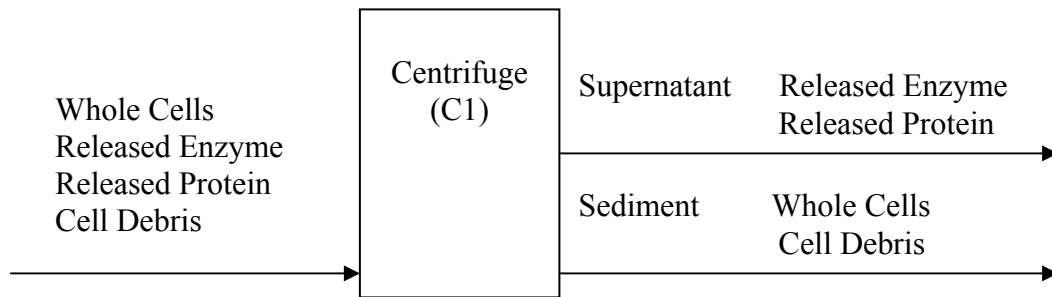 Whole Cells
Released Enzyme
Released Protein
Cell Debris
Centrifuge
(C1)
Supernatant Released Enzyme
Released Protein
Sediment Whole Cells
Cell Debris